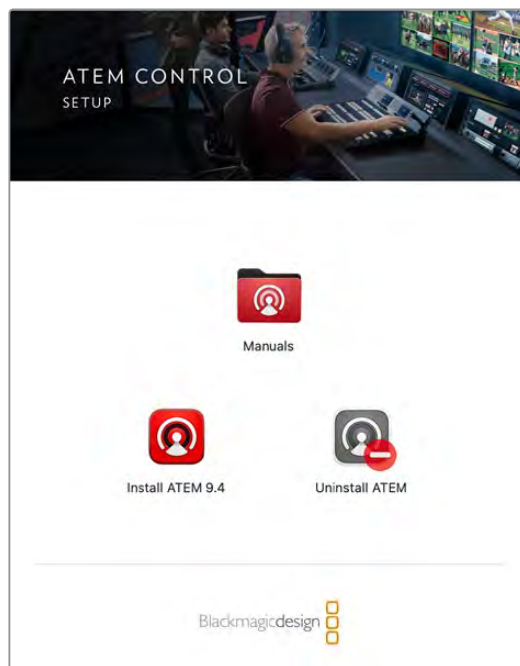 ATEM CONTROL
SETUP
Manuals
Install ATEM 9.4
Uninstall ATEM
Blackmagicdesign